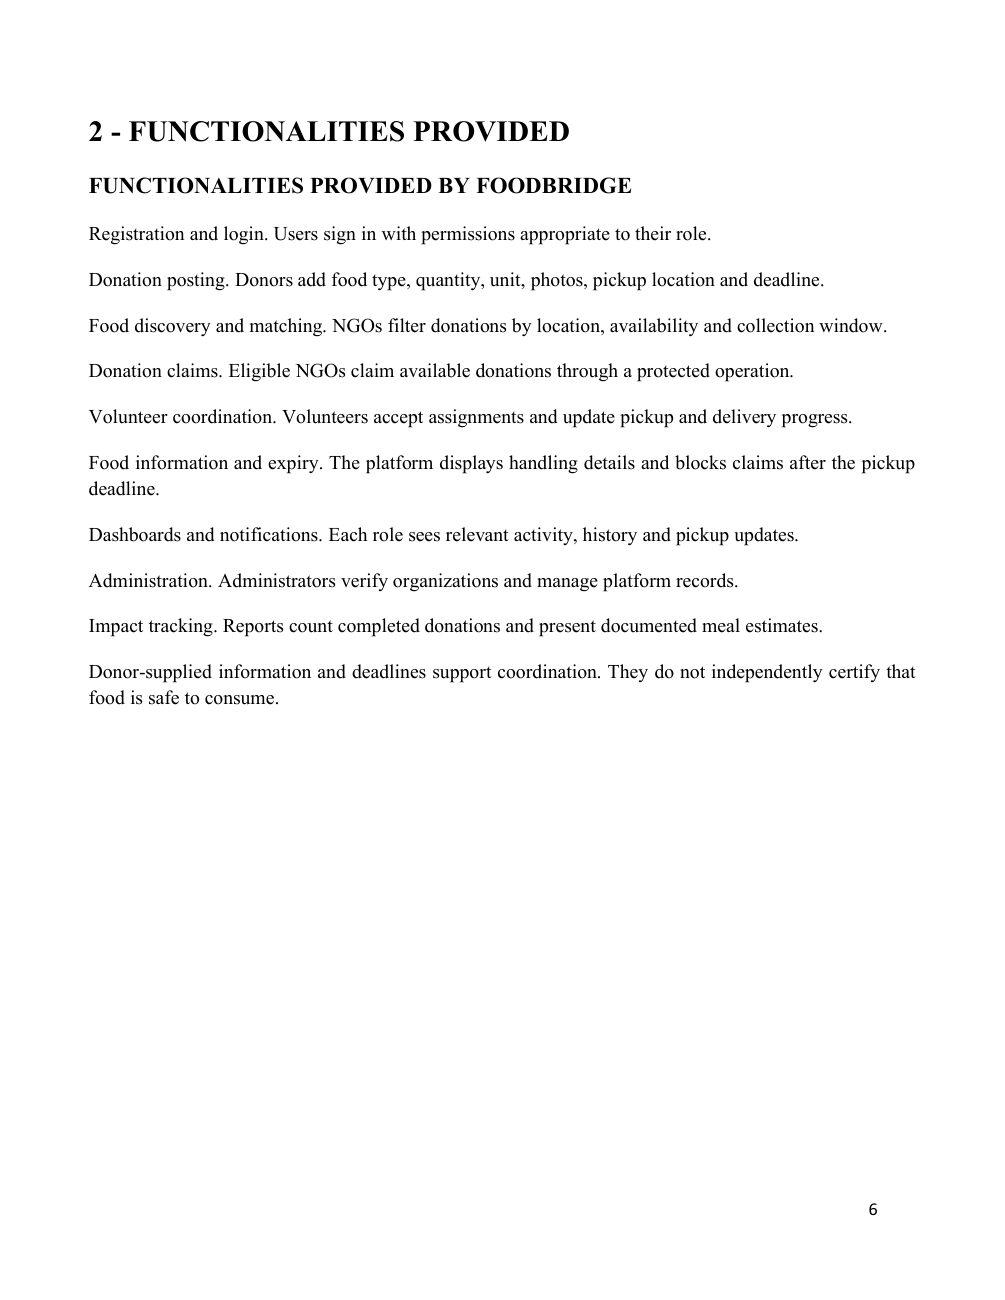 2 - FUNCTIONALITIES PROVIDED
FUNCTIONALITIES PROVIDED BY FOODBRIDGE
Registration and login. Users sign in with permissions appropriate to their role.
Donation posting. Donors add food type, quantity, unit, photos, pickup location and deadline.
Food discovery and matching. NGOs filter donations by location, availability and collection window.
Donation claims. Eligible NGOs claim available donations through a protected operation.
Volunteer coordination. Volunteers accept assignments and update pickup and delivery progress.
Food information and expiry. The platform displays handling details and blocks claims after the pickup
deadline.
Dashboards and notifications. Each role sees relevant activity, history and pickup updates.
Administration. Administrators verify organizations and manage platform records.
Impact tracking. Reports count completed donations and present documented meal estimates.
Donor-supplied information and deadlines support coordination. They do not independently certify that
food is safe to consume.
6